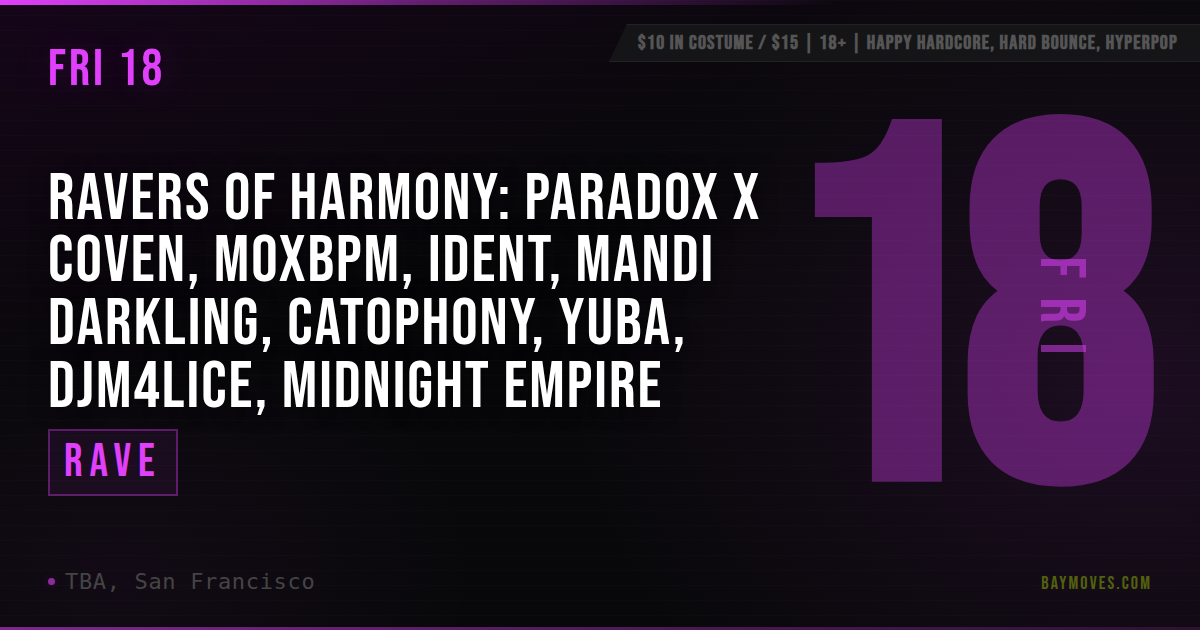 FRI 18
$10 IN COSTUME / $15 | 18+ | HAPPY HARDCORE, HARD BOUNCE, HYPERPOP
RAVERS OF HARMONY: PARADOX X
COVEN, MOXBPM, IDENT, MANDI
DARKLING, CATOPHONY, YUBA,
DJM4LICE, MIDNIGHT EMPIRE
RAVE
18
FRI
TBA, San Francisco
BAYMOVES.COM